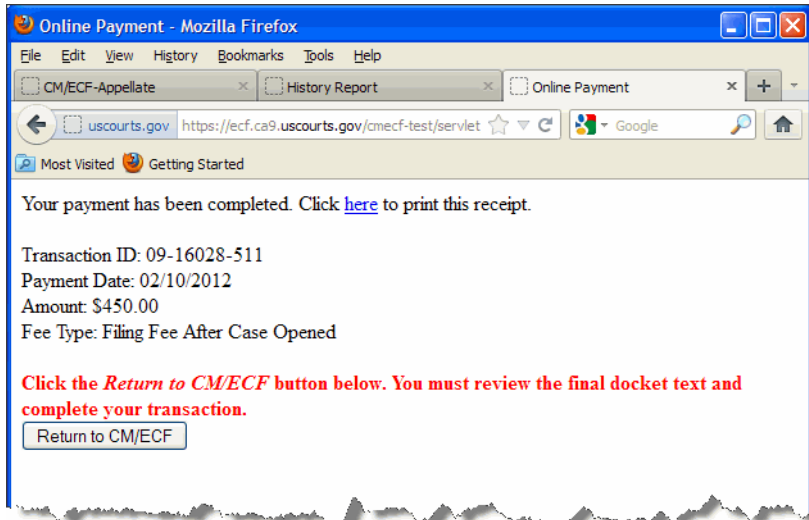 Online Payment - Mozilla Firefox
File Edit View History Bookmarks Tools Help
CM/ECF-Appellate × History Report × Online Payment × +
uscourts.gov https://ecf.ca9.uscourts.gov/cmecf-test/servlet Google
Most Visited Getting Started
Your payment has been completed. Click here to print this receipt.
Transaction ID: 09-16028-511
Payment Date: 02/10/2012
Amount: $450.00
Fee Type: Filing Fee After Case Opened
Click the Return to CM/ECF button below. You must review the final docket text and
complete your transaction.
Return to CM/ECF